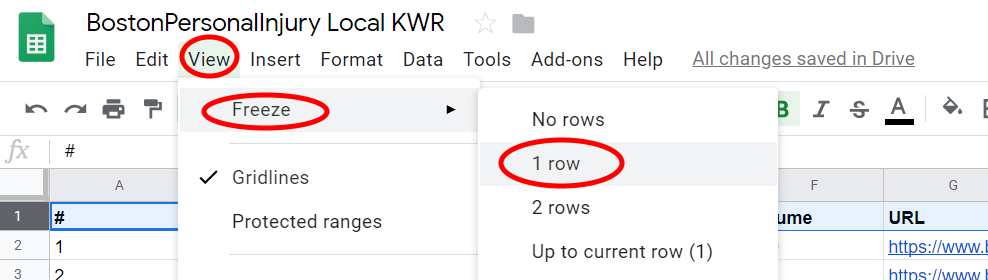 BostonPersonalInjury Local KWR
File Edit View Insert Format Data Tools Add-ons Help All changes saved in Drive
Freeze
No rows
1 row
2 rows
Up to current row (1)
Gridlines
Protected ranges
B I S A
fx #
A F G
1 # ume URL
2 1 https://www.b
3 2 https://www.b